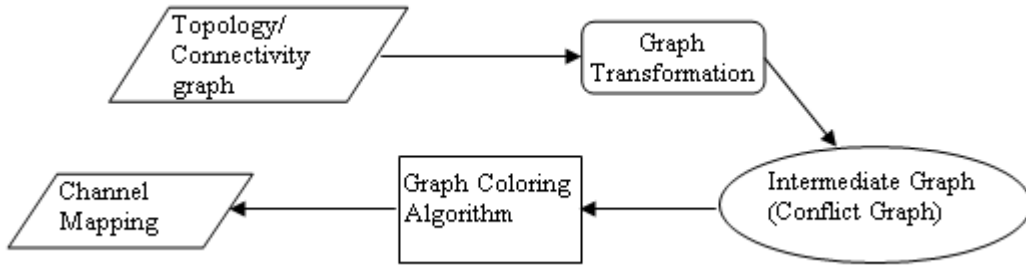 Topology/
Connectivity
graph
Graph
Transformation
Intermediate Graph
(Conflict Graph)
Graph Coloring
Algorithm
Channel
Mapping